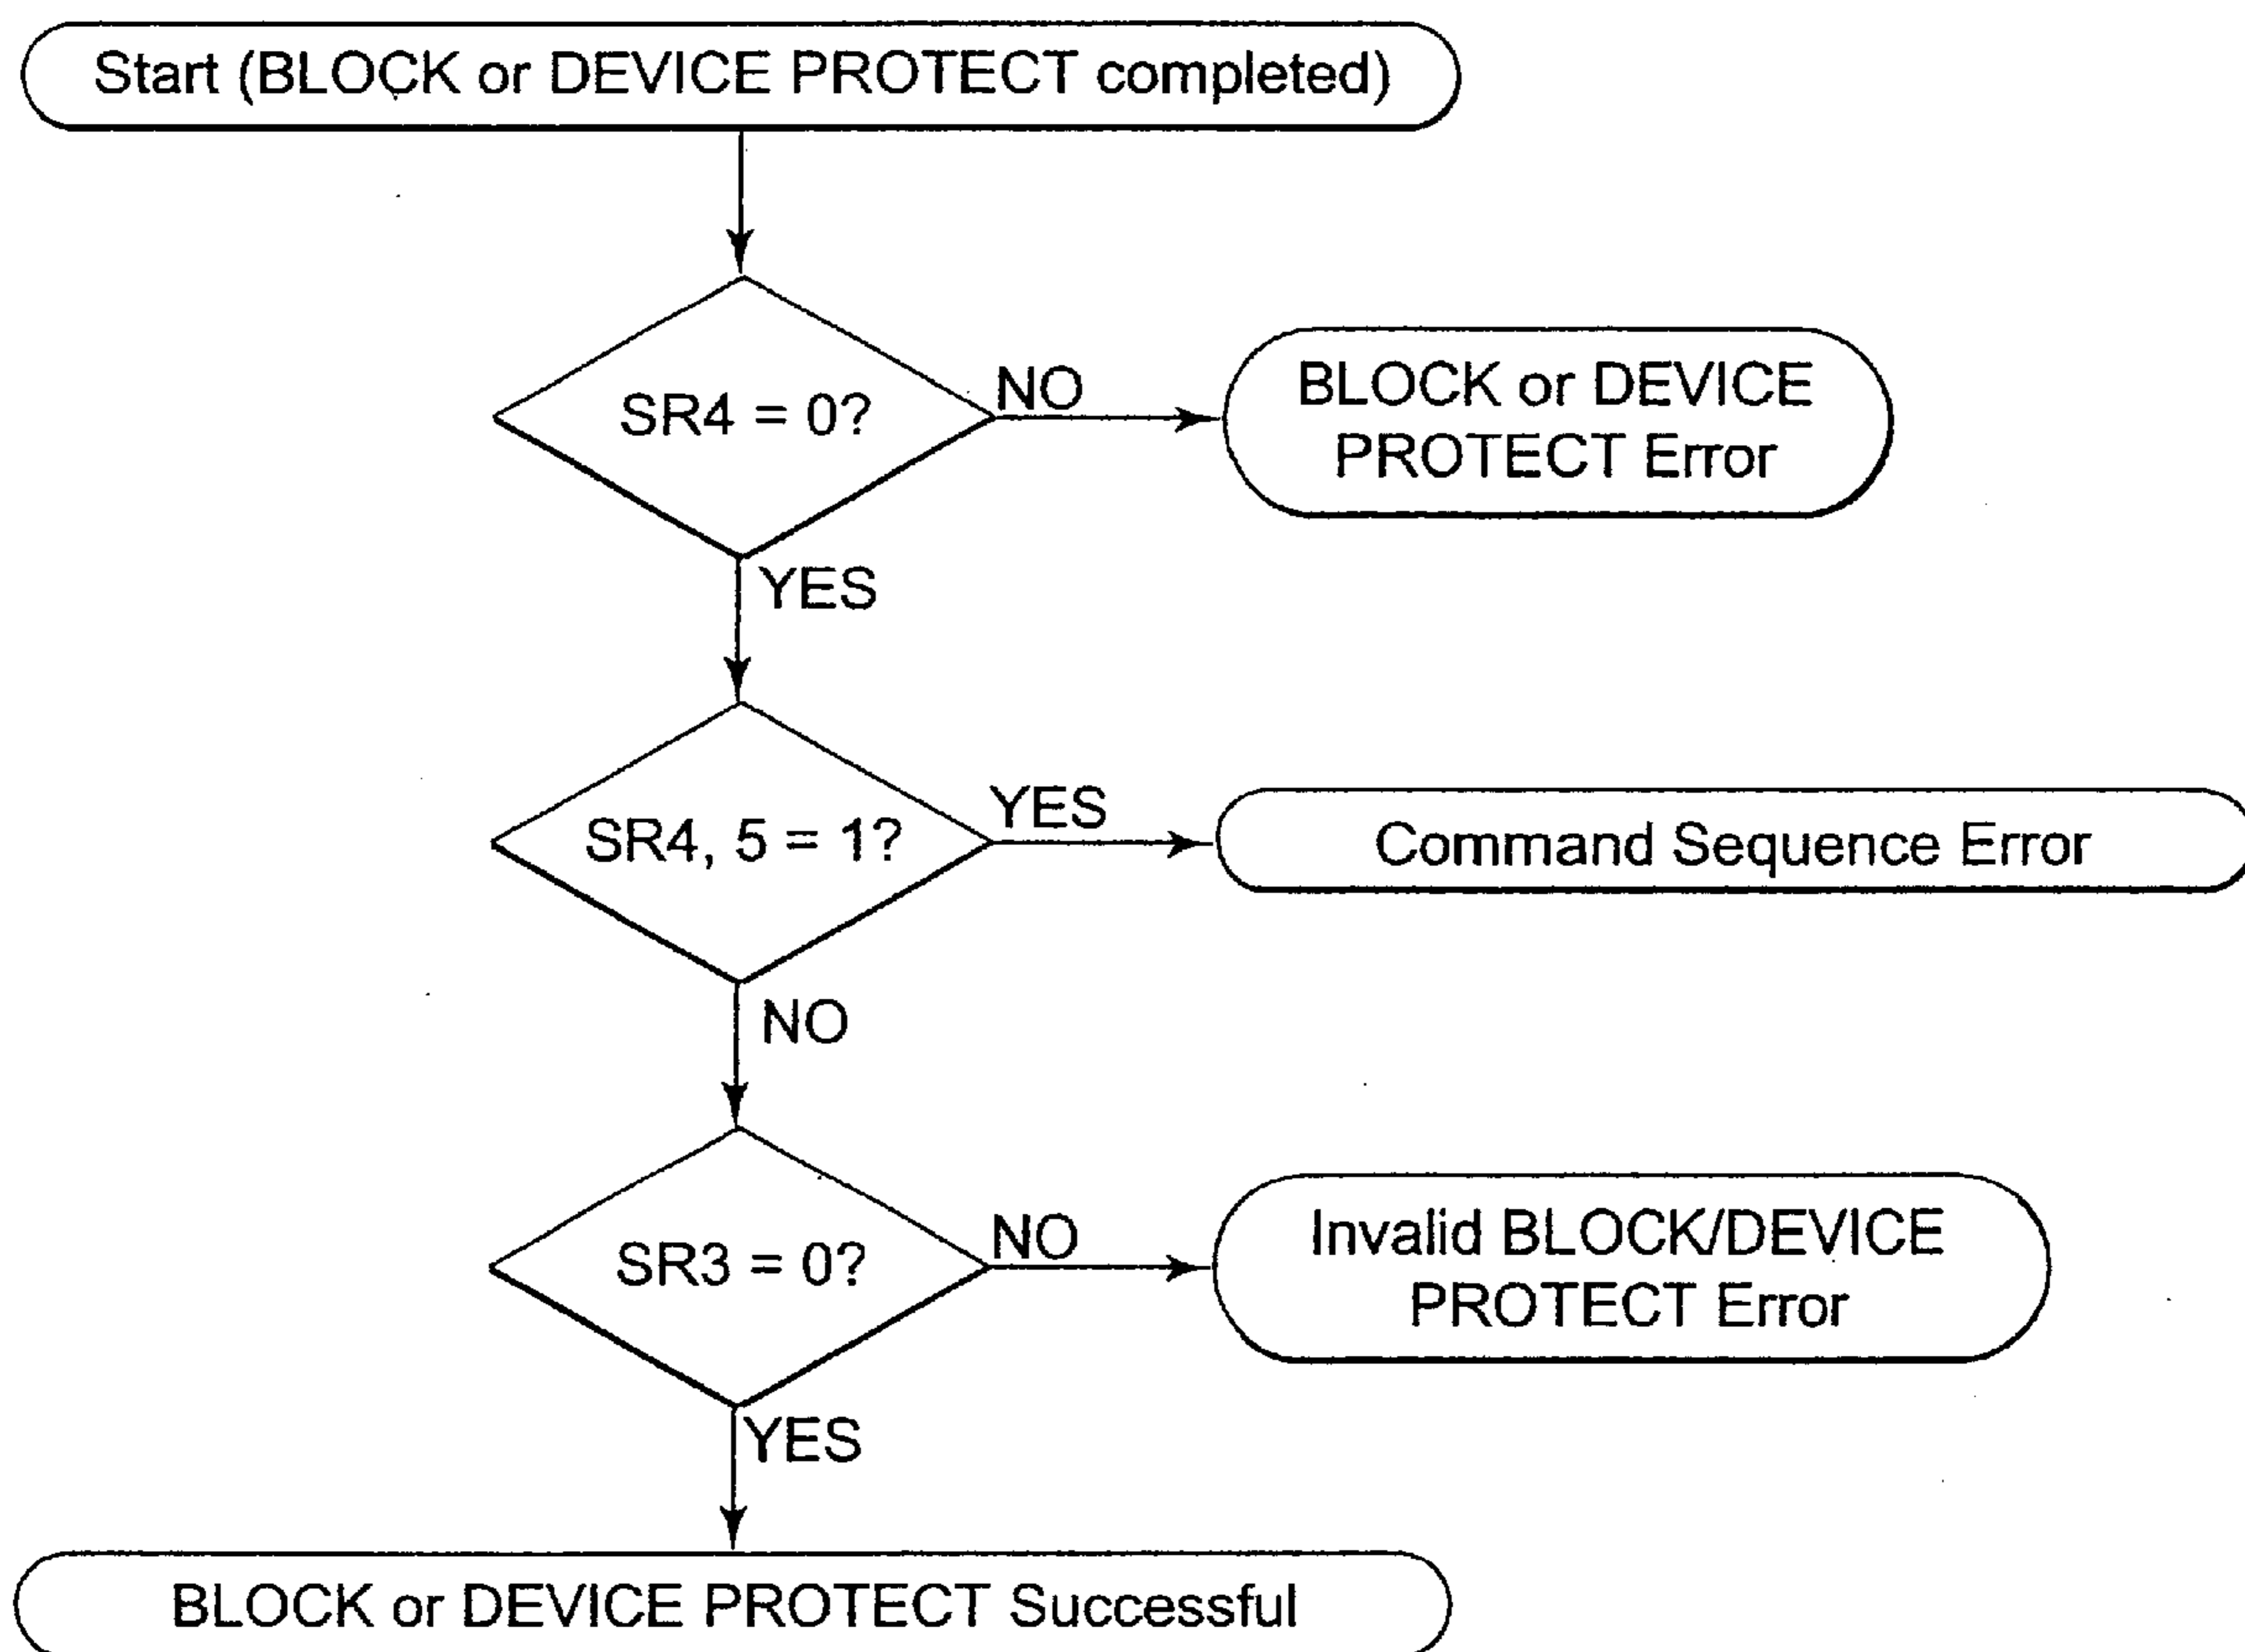 Start (BLOCK or DEVICE PROTECT completed)
SR4 = 0?
NO
BLOCK or DEVICE
PROTECT Error
YES
SR4, 5 = 1?
YES
Command Sequence Error
NO
SR3 = 0?
NO
Invalid BLOCK/DEVICE
PROTECT Error
YES
BLOCK or DEVICE PROTECT Successful